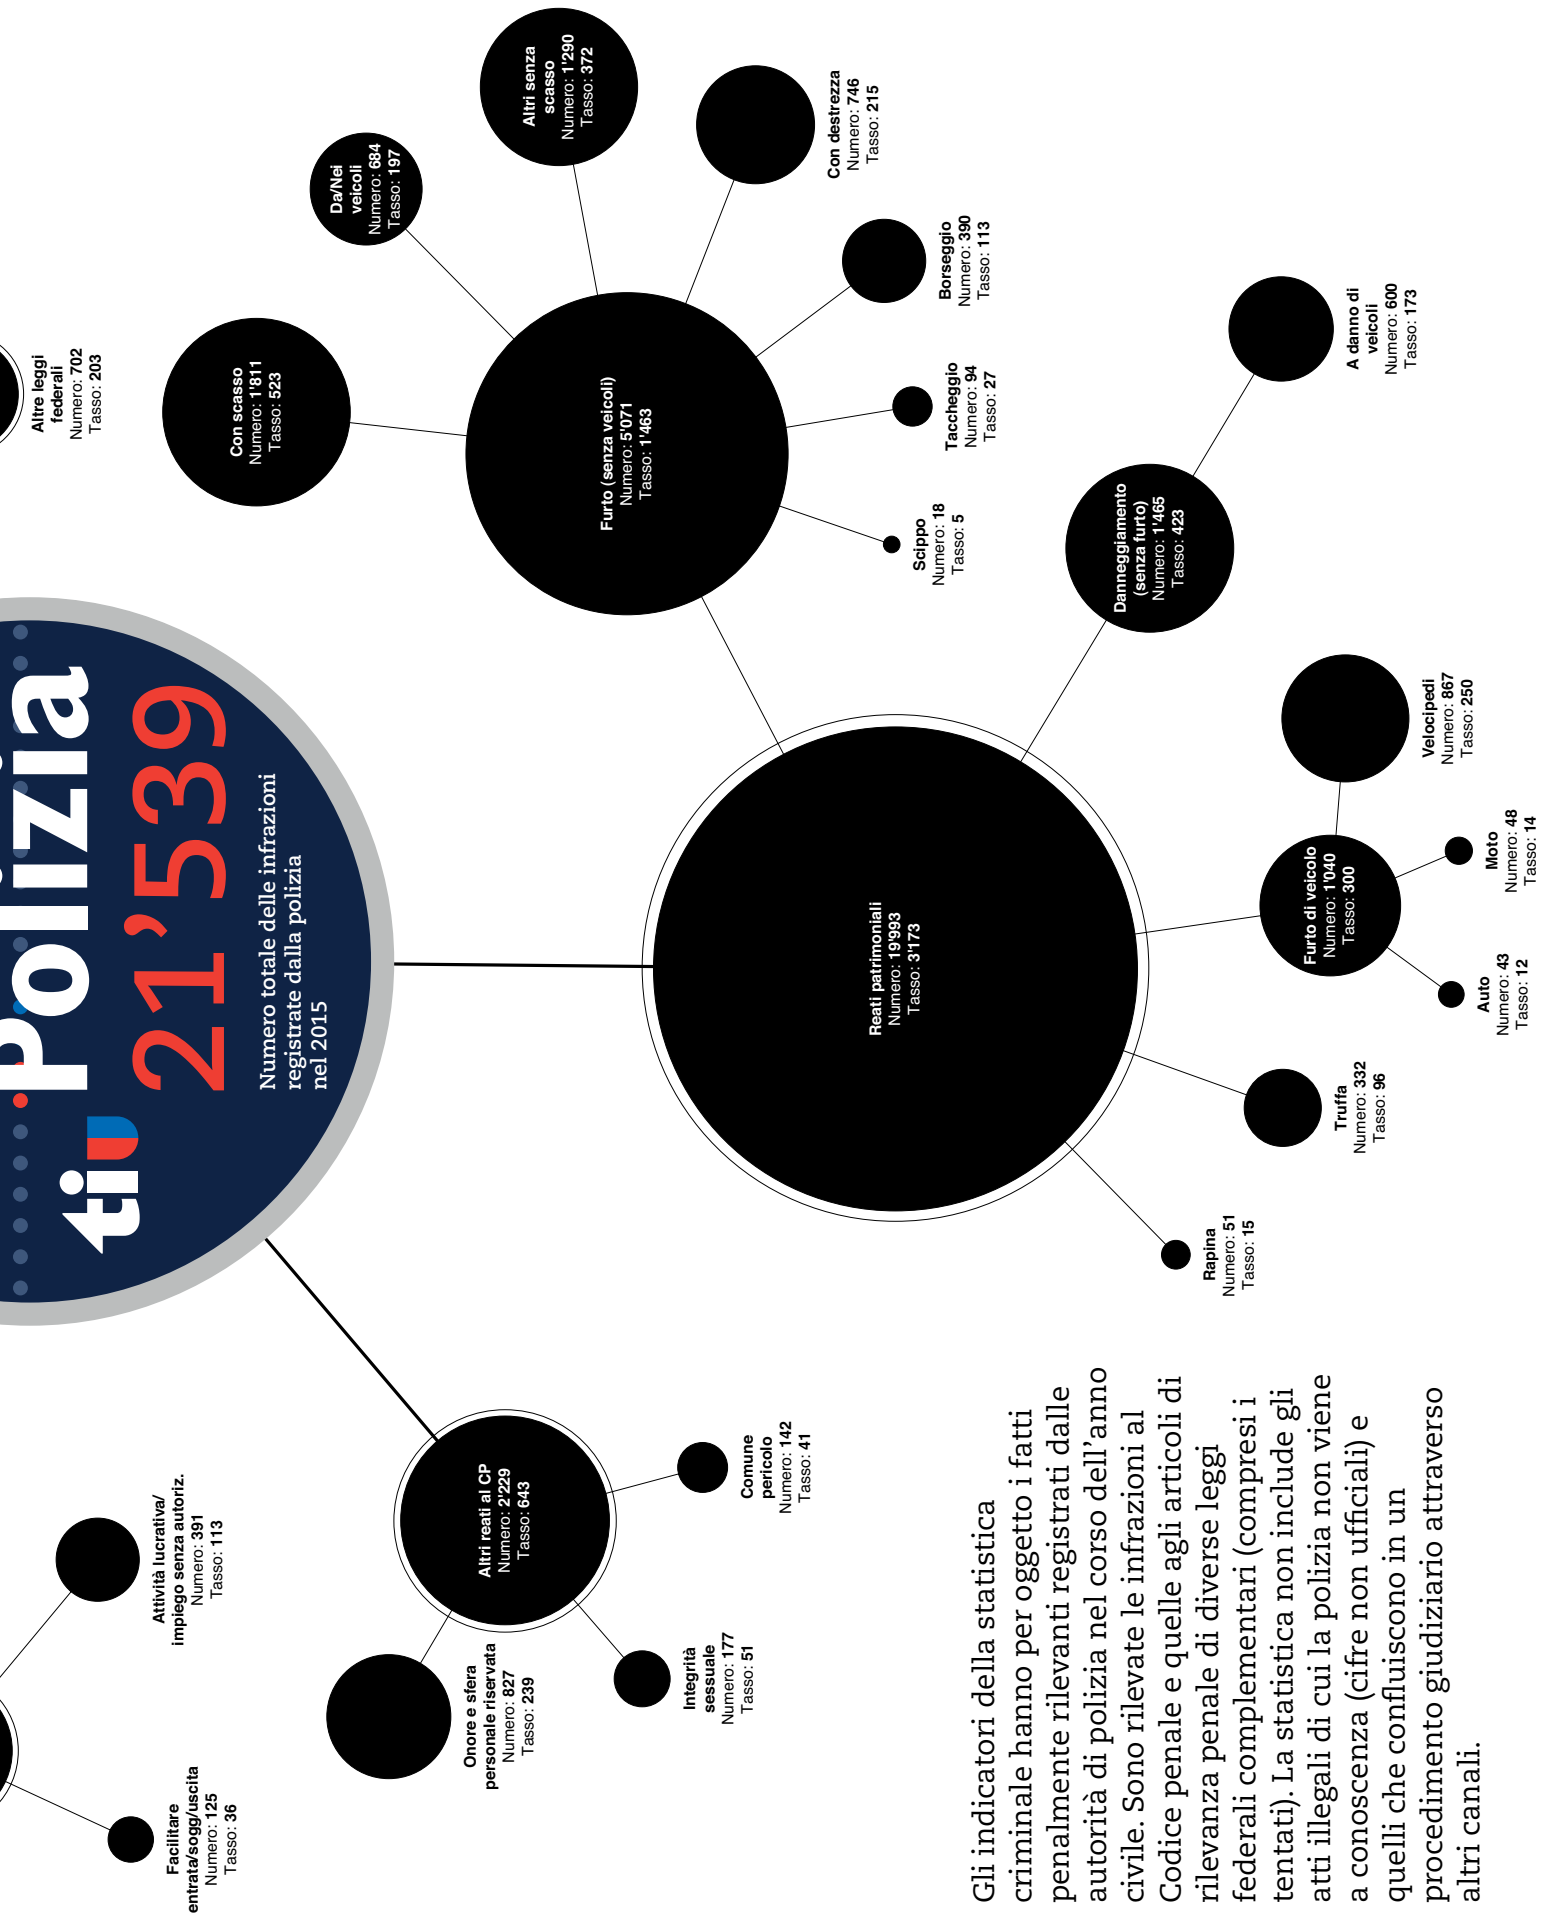 Polizia
tiu
21’539
Numero totale delle infrazioni
registrate dalla polizia
nel 2015
Altre leggi
federali
Numero: 702
Tasso: 203
Con scasso
Numero: 1'811
Tasso: 523
Da/Nei
veicoli
Numero: 684
Tasso: 197
Altri senza
scasso
Numero: 1'290
Tasso: 372
Con destrezza
Numero: 746
Tasso: 215
Borseggio
Numero: 390
Tasso: 113
Taccheggio
Numero: 94
Tasso: 27
Scippo
Numero: 18
Tasso: 5
Furto (senza veicoli)
Numero: 5'071
Tasso: 1'463
A danno di
veicoli
Numero: 600
Tasso: 173
Danneggiamento
(senza furto)
Numero: 1'465
Tasso: 423
Reati patrimoniali
Numero: 19'993
Tasso: 3'173
Velocipedi
Numero: 867
Tasso: 250
Furto di veicolo
Numero: 1'040
Tasso: 300
Moto
Numero: 48
Tasso: 14
Auto
Numero: 43
Tasso: 12
Truffa
Numero: 332
Tasso: 96
Rapina
Numero: 51
Tasso: 15
Attività lucrativa/
impiego senza autoriz.
Numero: 391
Tasso: 113
Facilitare
entrata/sogg/uscita
Numero: 125
Tasso: 36
Altri reati al CP
Numero: 2'229
Tasso: 643
Comune
pericolo
Numero: 142
Tasso: 41
Onore e sfera
personale riservata
Numero: 827
Tasso: 239
Integrità
sessuale
Numero: 177
Tasso: 51
Gli indicatori della statistica
criminale hanno per oggetto i fatti
penalmente rilevanti registrati dalle
autorità di polizia nel corso dell’anno
civile. Sono rilevate le infrazioni al
Codice penale e quelle agli articoli di
rilevanza penale di diverse leggi
federali complementari (compresi i
tentati). La statistica non include gli
atti illegali di cui la polizia non viene
a conoscenza (cifre non ufficiali) e
quelli che confluiscono in un
procedimento giudiziario attraverso
altri canali.